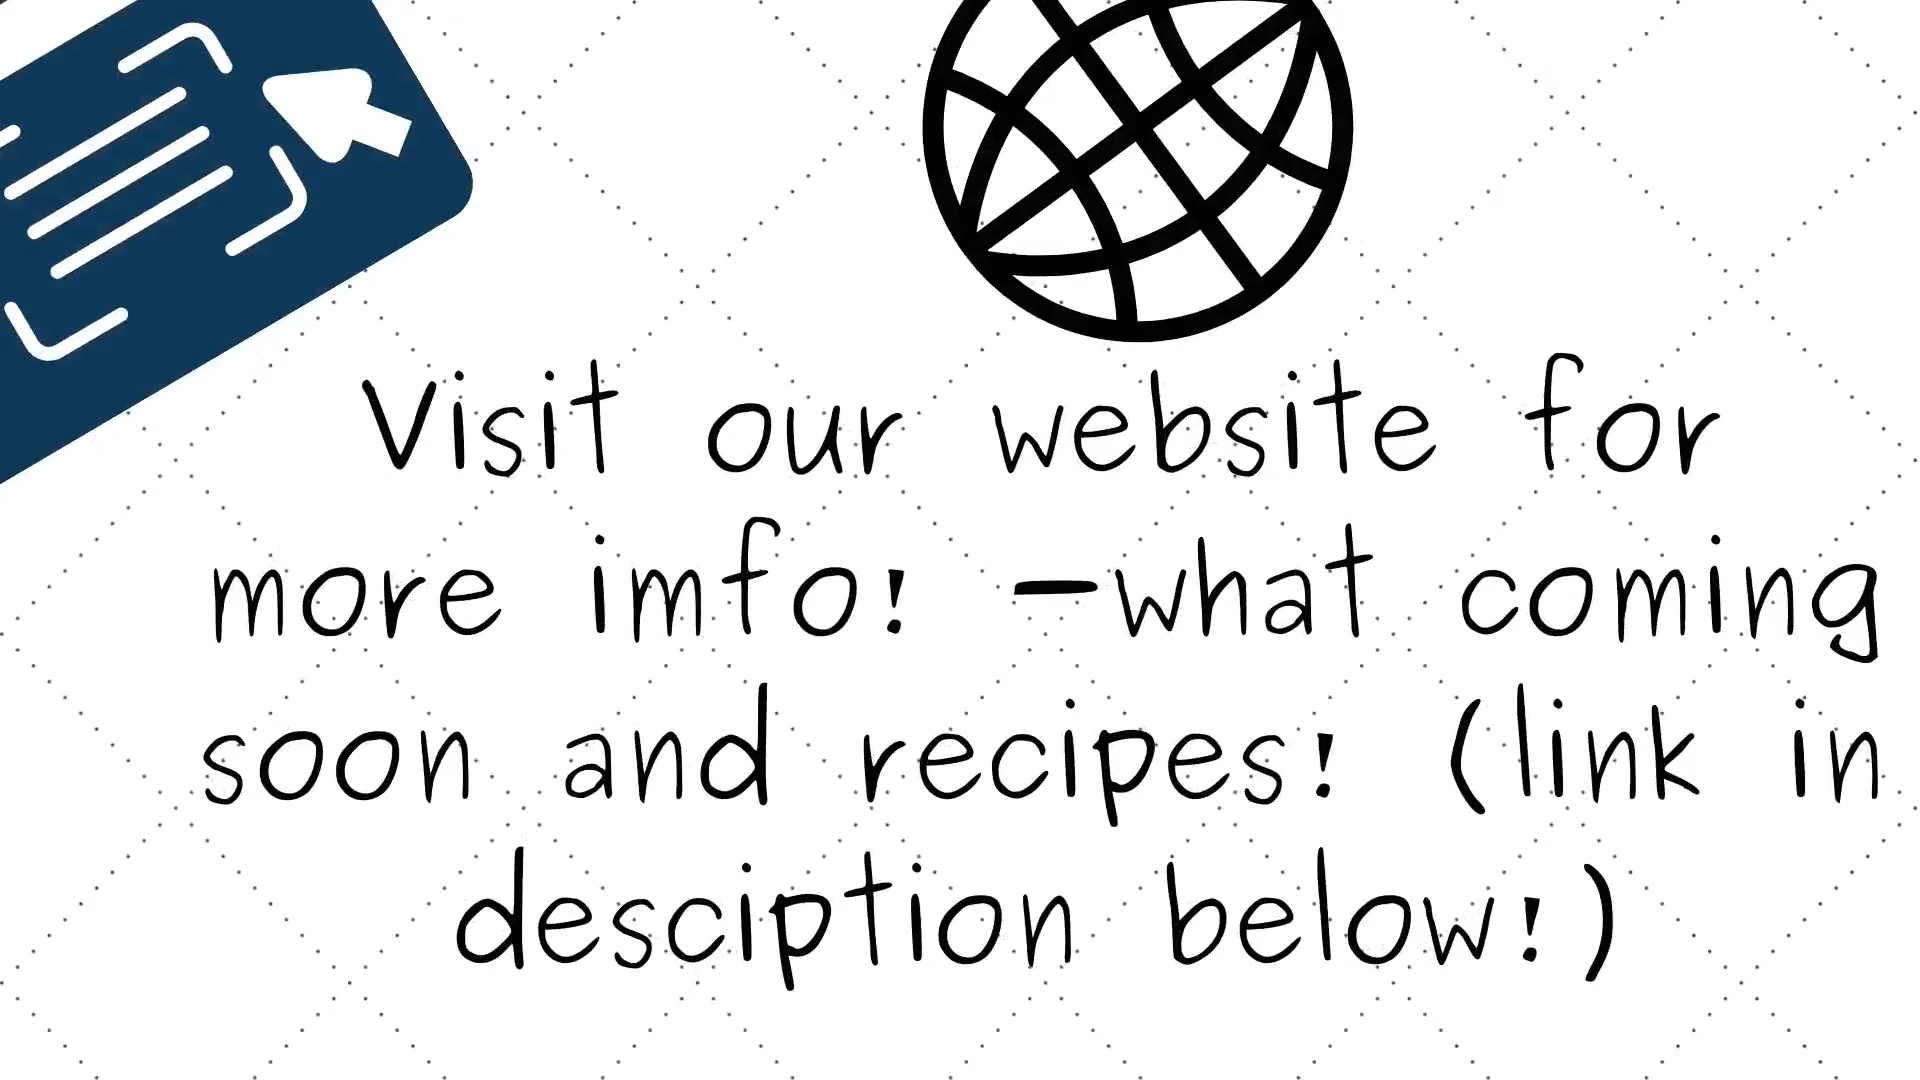 Visit our website for
more imfo! -what coming
soon and recipes! (link in
desciption below!)